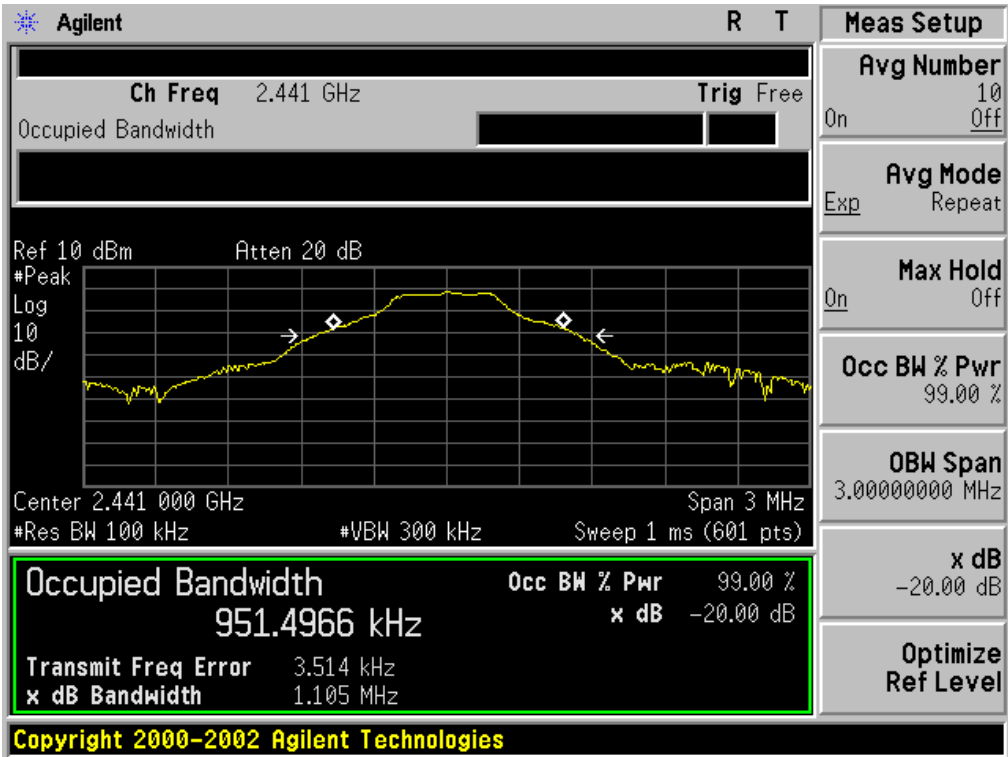 Agilent R T
Ch Freq 2.441 GHz Trig Free
Occupied Bandwidth
Ref 10 dBm Atten 20 dB
#Peak
Log
10
dB/
Center 2.441 000 GHz Span 3 MHz
#Res BW 100 kHz #VBW 300 kHz Sweep 1 ms (601 pts)
Occupied Bandwidth Occ BW % Pwr 99.00 %
951.4966 kHz x dB -20.00 dB
Transmit Freq Error 3.514 kHz
x dB Bandwidth 1.105 MHz
Copyright 2000-2002 Agilent Technologies
Meas Setup
Avg Number
10
On Off
Avg Mode
Exp Repeat
Max Hold
On Off
Occ BW % Pwr
99.00 %
OBW Span
3.00000000 MHz
x dB
-20.00 dB
Optimize
Ref Level